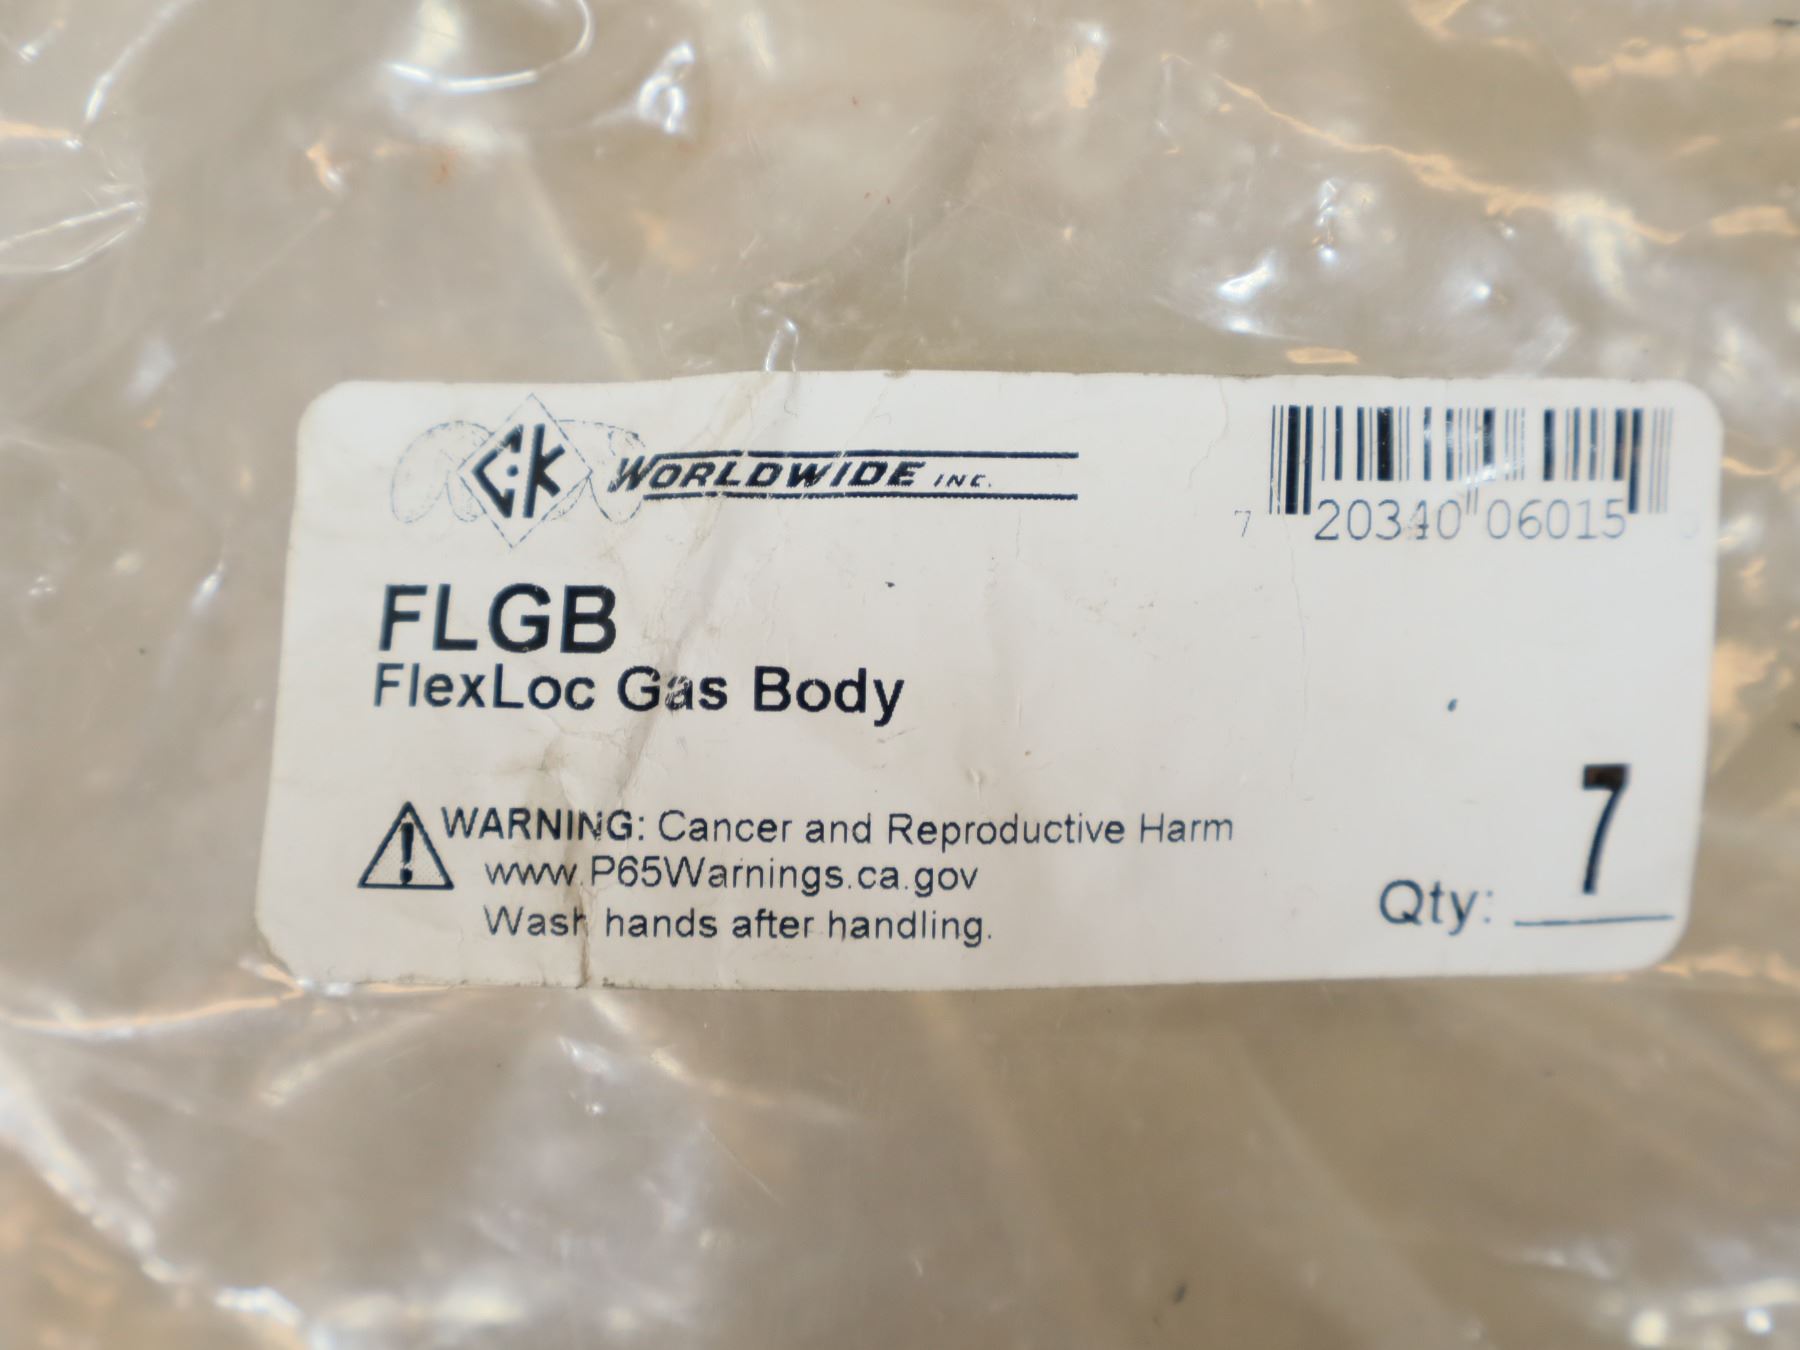 CK WORLDWIDE INC.
7 20340 06015
FLGB
FlexLoc Gas Body
WARNING: Cancer and Reproductive Harm
www.P65Warnings.ca.gov
Wash hands after handling.
Qty: 7